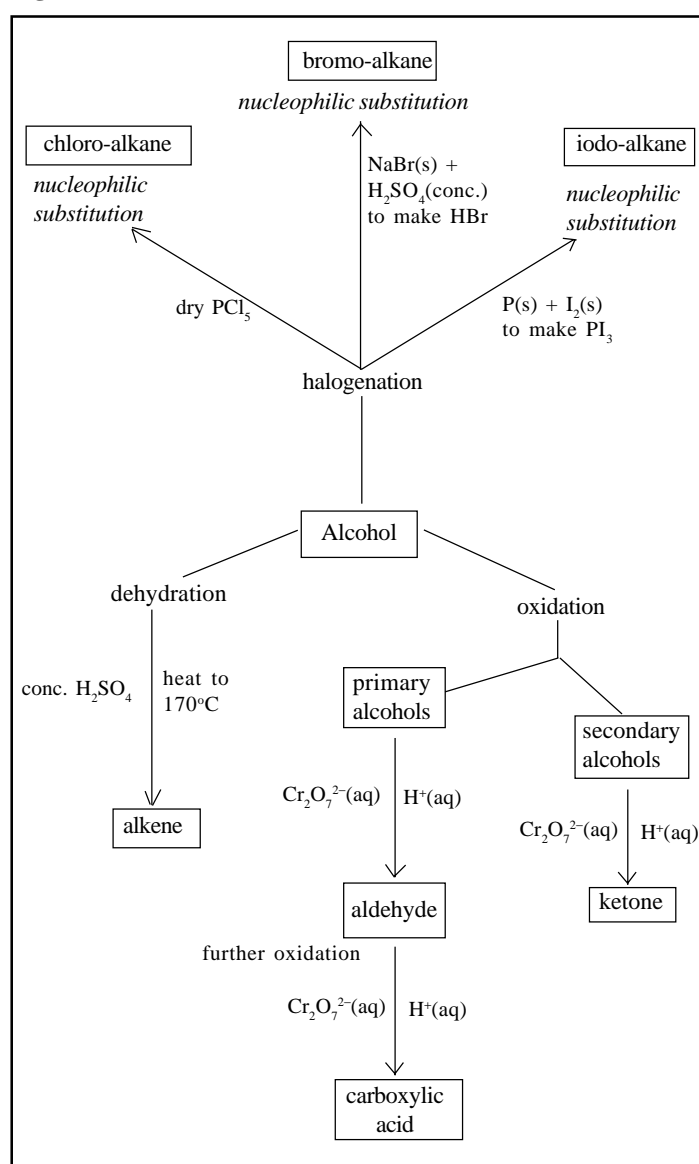 bromo-alkane
nucleophilic substitution
chloro-alkane
nucleophilic
substitution
iodo-alkane
nucleophilic
substitution
NaBr(s) +
H₂SO₄(conc.)
to make HBr
dry PCl₅
P(s) + I₂(s)
to make PI₃
halogenation
Alcohol
dehydration
oxidation
conc. H₂SO₄
heat to
170°C
alkene
primary
alcohols
secondary
alcohols
Cr₂O₇²⁻(aq) H⁺(aq)
Cr₂O₇²⁻(aq) H⁺(aq)
aldehyde
ketone
further oxidation
Cr₂O₇²⁻(aq) H⁺(aq)
carboxylic
acid